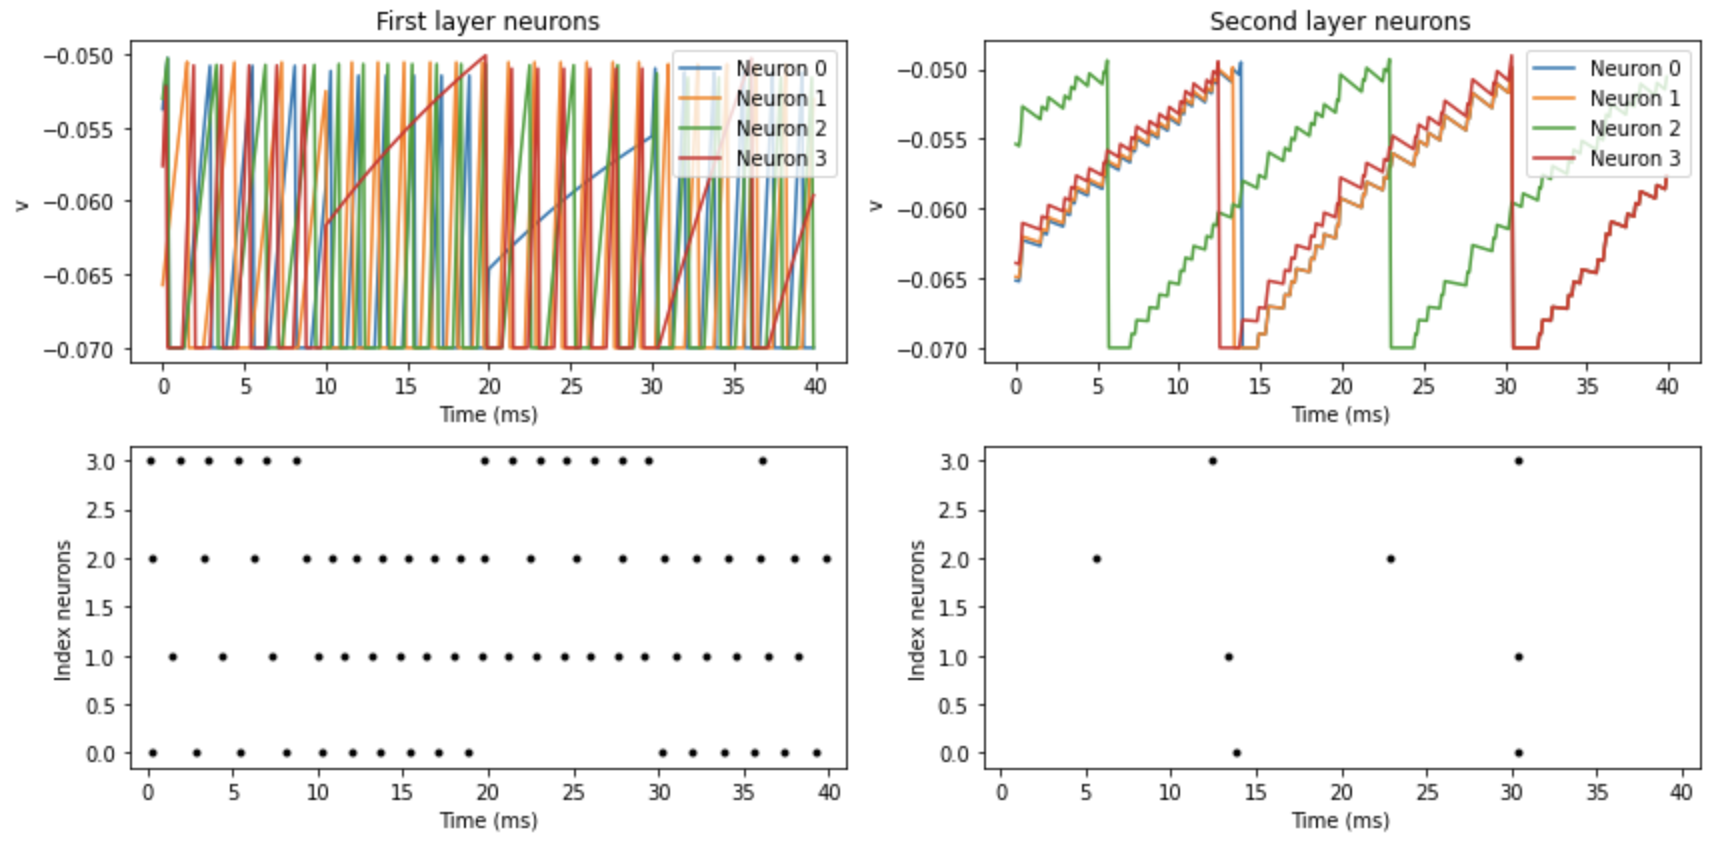 First layer neurons
v
−0.050
−0.055
−0.060
−0.065
−0.070
Neuron 0
Neuron 1
Neuron 2
Neuron 3
0 5 10 15 20 25 30 35 40
Time (ms)
Second layer neurons
v
−0.050
−0.055
−0.060
−0.065
−0.070
Neuron 0
Neuron 1
Neuron 2
Neuron 3
0 5 10 15 20 25 30 35 40
Time (ms)
Index neurons
3.0
2.5
2.0
1.5
1.0
0.5
0.0
0 5 10 15 20 25 30 35 40
Time (ms)
Index neurons
3.0
2.5
2.0
1.5
1.0
0.5
0.0
0 5 10 15 20 25 30 35 40
Time (ms)